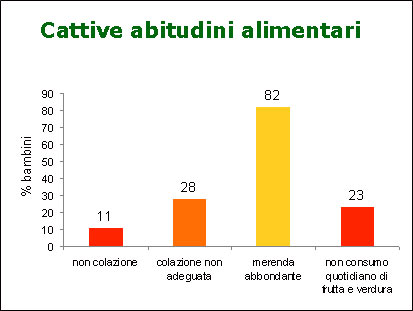 Cattive abitudini alimentari
% bambini
90
80
70
60
50
40
30
20
10
0
11
28
82
23
non colazione
colazione non
adeguata
merenda
abbondante
non consumo
quotidiano di
frutta e verdura